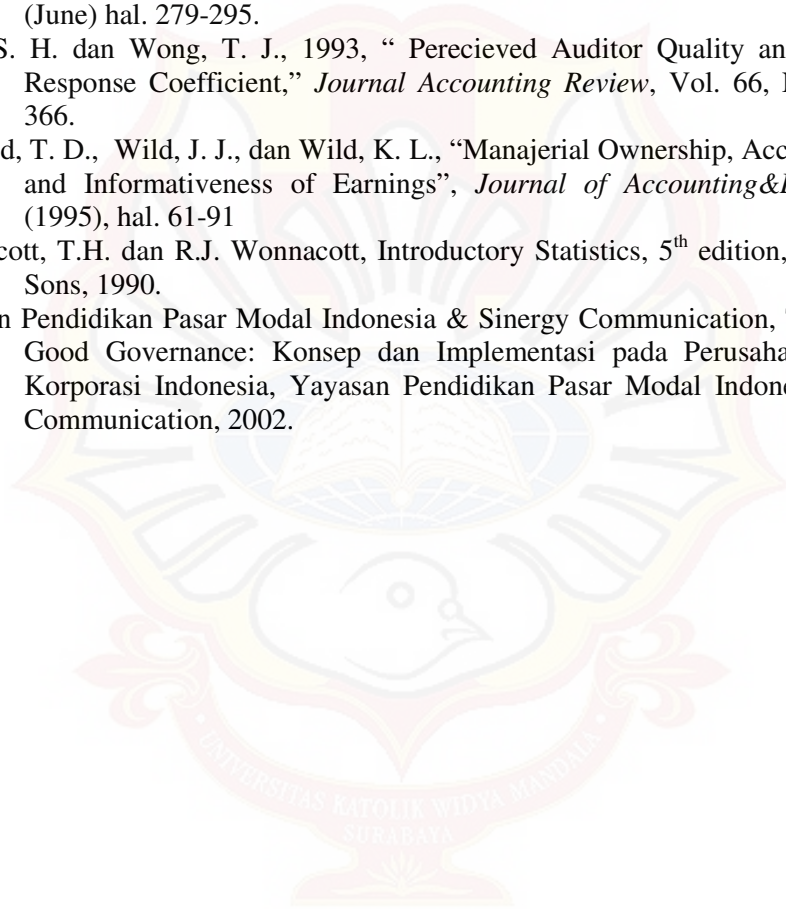 (June) hal. 279-295.
S. H. dan Wong, T. J., 1993, “ Perecieved Auditor Quality an
Response Coefficient,” Journal Accounting Review, Vol. 66,
366.
d, T. D., Wild, J. J., dan Wild, K. L., “Manajerial Ownership, Acc
and Informativeness of Earnings”, Journal of Accounting&
(1995), hal. 61-91
cott, T.H. dan R.J. Wonnacott, Introductory Statistics, 5th edition,
Sons, 1990.
n Pendidikan Pasar Modal Indonesia & Sinergy Communication,
Good Governance: Konsep dan Implementasi pada Perusaha
Korporasi Indonesia, Yayasan Pendidikan Pasar Modal Indon
Communication, 2002.
UNIVERSITAS KATOLIK WIDYA MANDALA
SURABAYA